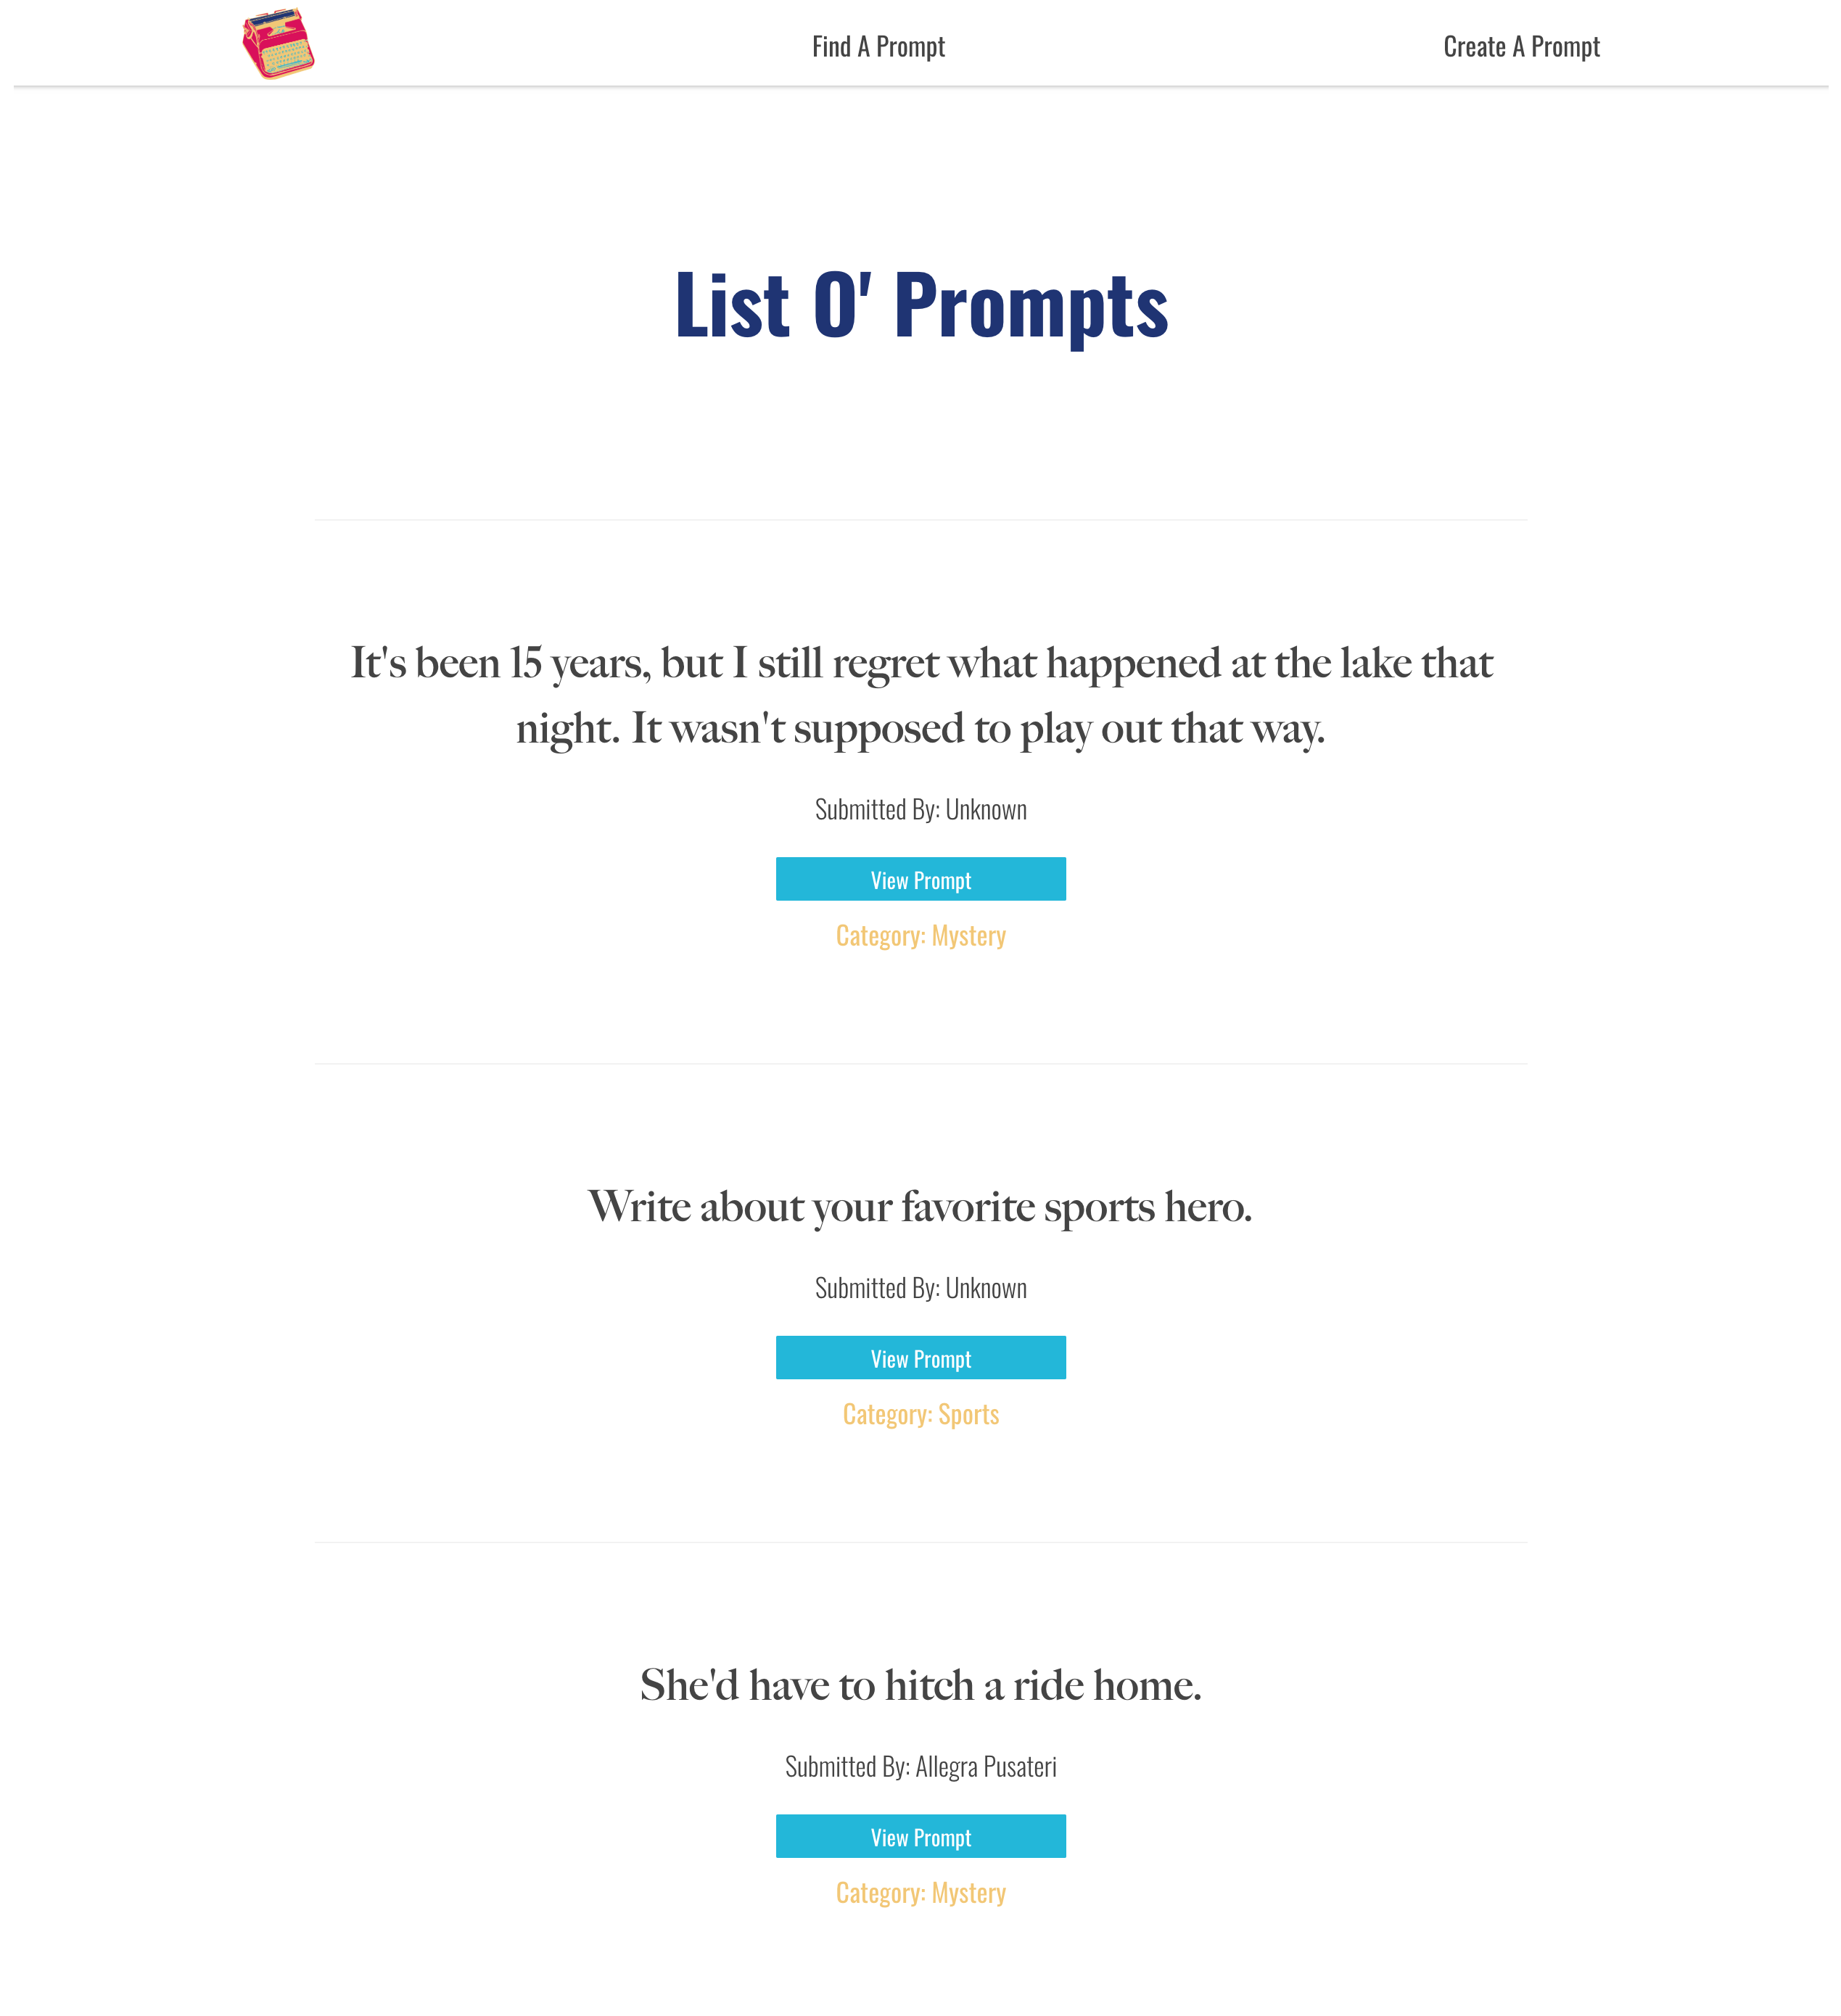 Find A Prompt
Create A Prompt
List O' Prompts
It's been 15 years, but I still regret what happened at the lake that
night. It wasn't supposed to play out that way.
Submitted By: Unknown
View Prompt
Category: Mystery
Write about your favorite sports hero.
Submitted By: Unknown
View Prompt
Category: Sports
She'd have to hitch a ride home.
Submitted By: Allegra Pusateri
View Prompt
Category: Mystery